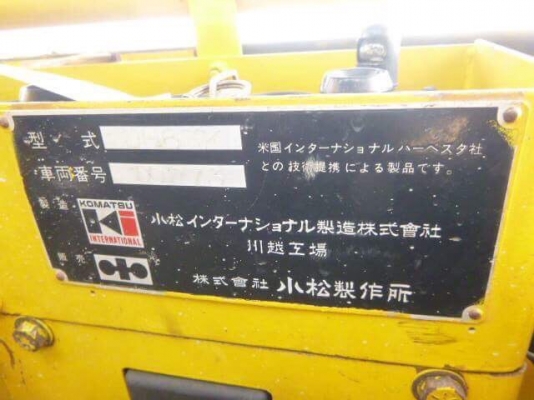 型式
米国インターナショナル ハーベスタ社
との技術提携による製品です。
車両番号
KOMATSU
INTERNATIONAL
小松インターナショナル製造株式會社
川越工場
販売
株式會社 小松製作所